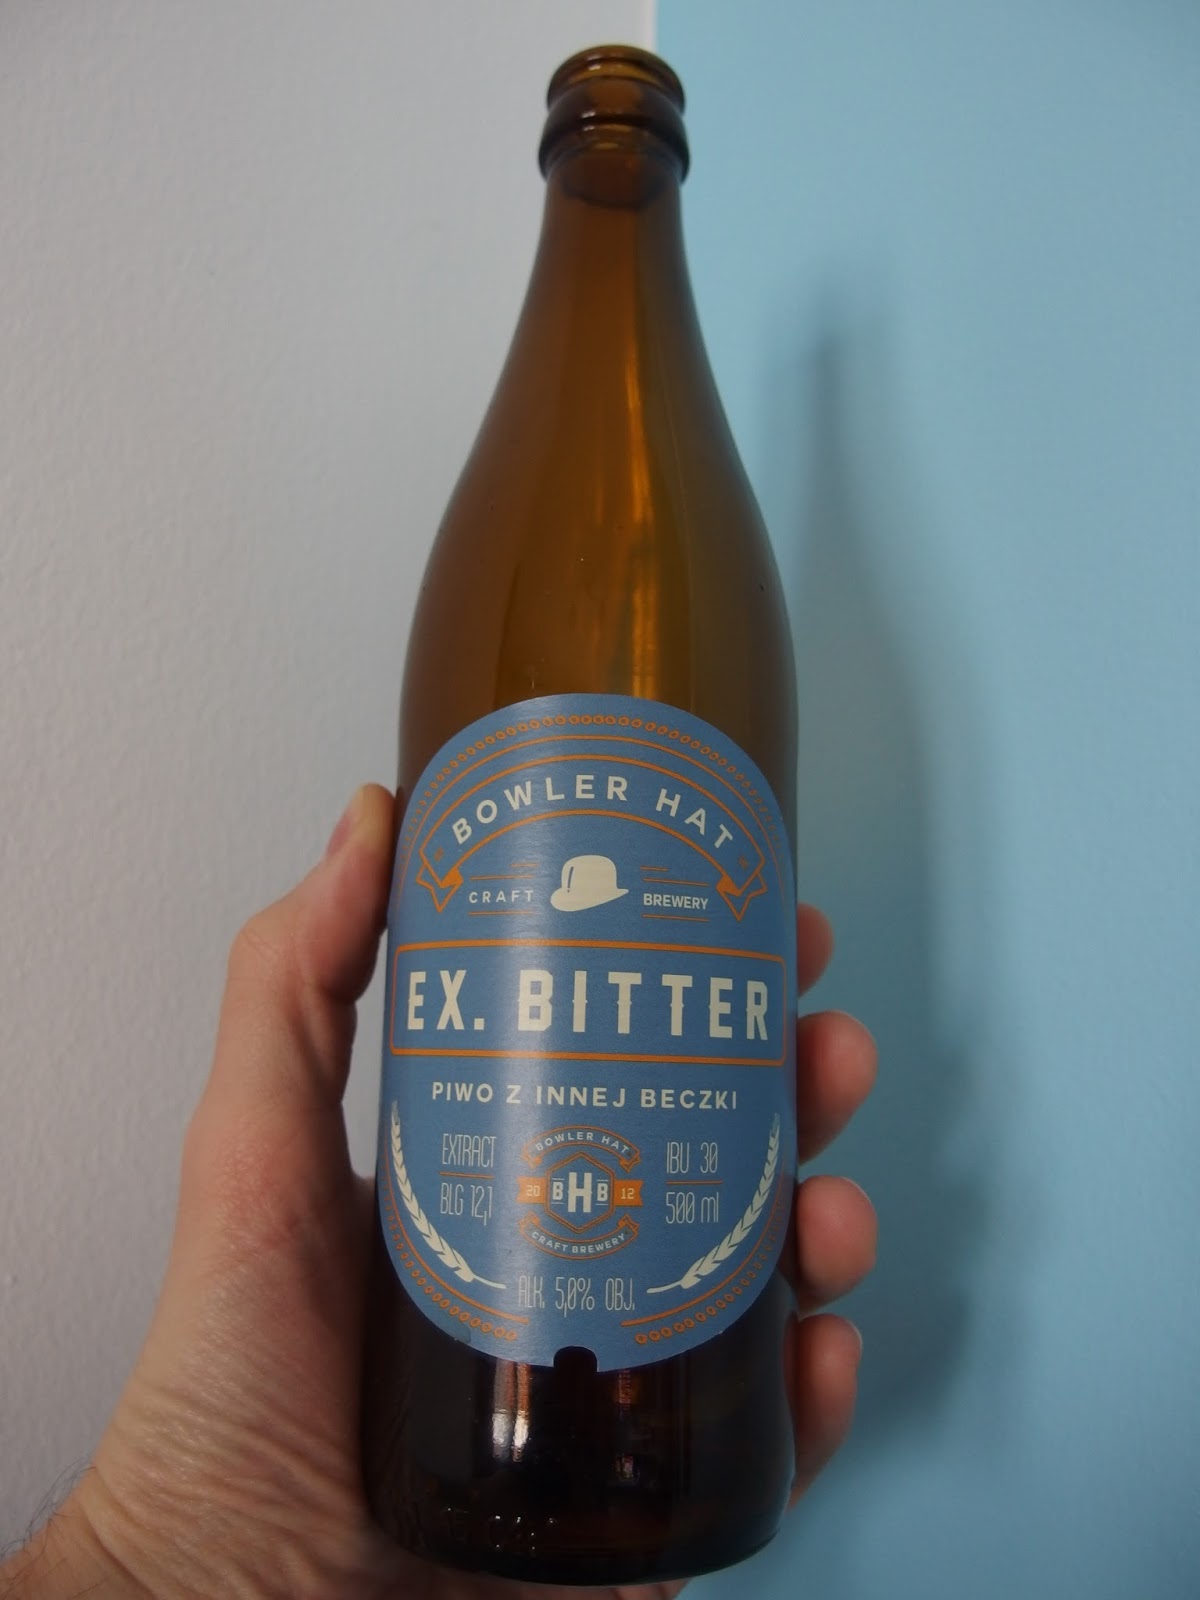 BOWLER HAT
CRAFT BREWERY
EX. BITTER
PIWO Z INNEJ BECZKI
EXTRACT
BLG 12,1
BOWLER HAT
20 BHB 12
CRAFT BREWERY
IBU 30
500 ml
ALK. 5,0% OBJ.